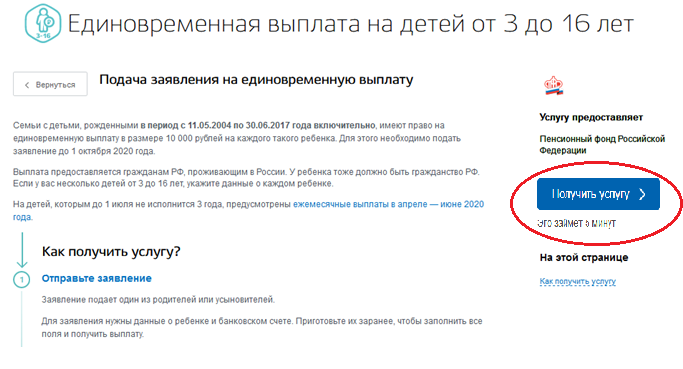 3-16
Единовременная выплата на детей от 3 до 16 лет
Вернуться
Подача заявления на единовременную выплату
Семьи с детьми, рожденными в период с 11.05.2004 по 30.06.2017 года включительно, имеют право на
единовременную выплату в размере 10 000 рублей на каждого такого ребенка. Для этого необходимо подать
заявление до 1 октября 2020 года.
Выплата предоставляется гражданам РФ, проживающим в России. У ребенка тоже должно быть гражданство РФ.
Если у вас несколько детей от 3 до 16 лет, укажите данные о каждом ребенке.
На детей, которым до 1 июля не исполнится 3 года, предусмотрены ежемесячные выплаты в апреле — июне 2020
года.
Как получить услугу?
1 Отправьте заявление
Заявление подает один из родителей или усыновителей.
Для заявления нужны данные о ребенке и банковском счете. Приготовьте их заранее, чтобы заполнить все
поля и получить выплату.
Услугу предоставляет
Пенсионный фонд Российской
Федерации
Получить услугу
Это займет 5 минут
На этой странице
Как получить услугу